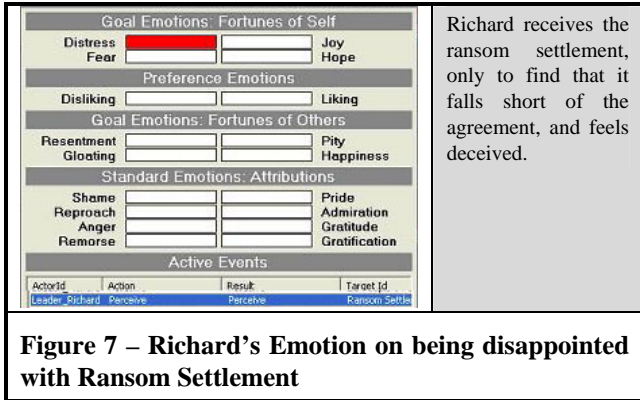 Goal Emotions: Fortunes of Self
Distress Joy
Fear Hope
Preference Emotions
Disliking Liking
Goal Emotions: Fortunes of Others
Resentment Pity
Gloating Happiness
Standard Emotions: Attributions
Shame Pride
Reproach Admiration
Anger Gratitude
Remorse Gratification
Active Events
ActorId Action Result Target Id
Leader_Richard Perceive Perceive Ransom Settle
Richard receives the
ransom settlement,
only to find that it
falls short of the
agreement, and feels
deceived.
Figure 7 – Richard's Emotion on being disappointed
with Ransom Settlement